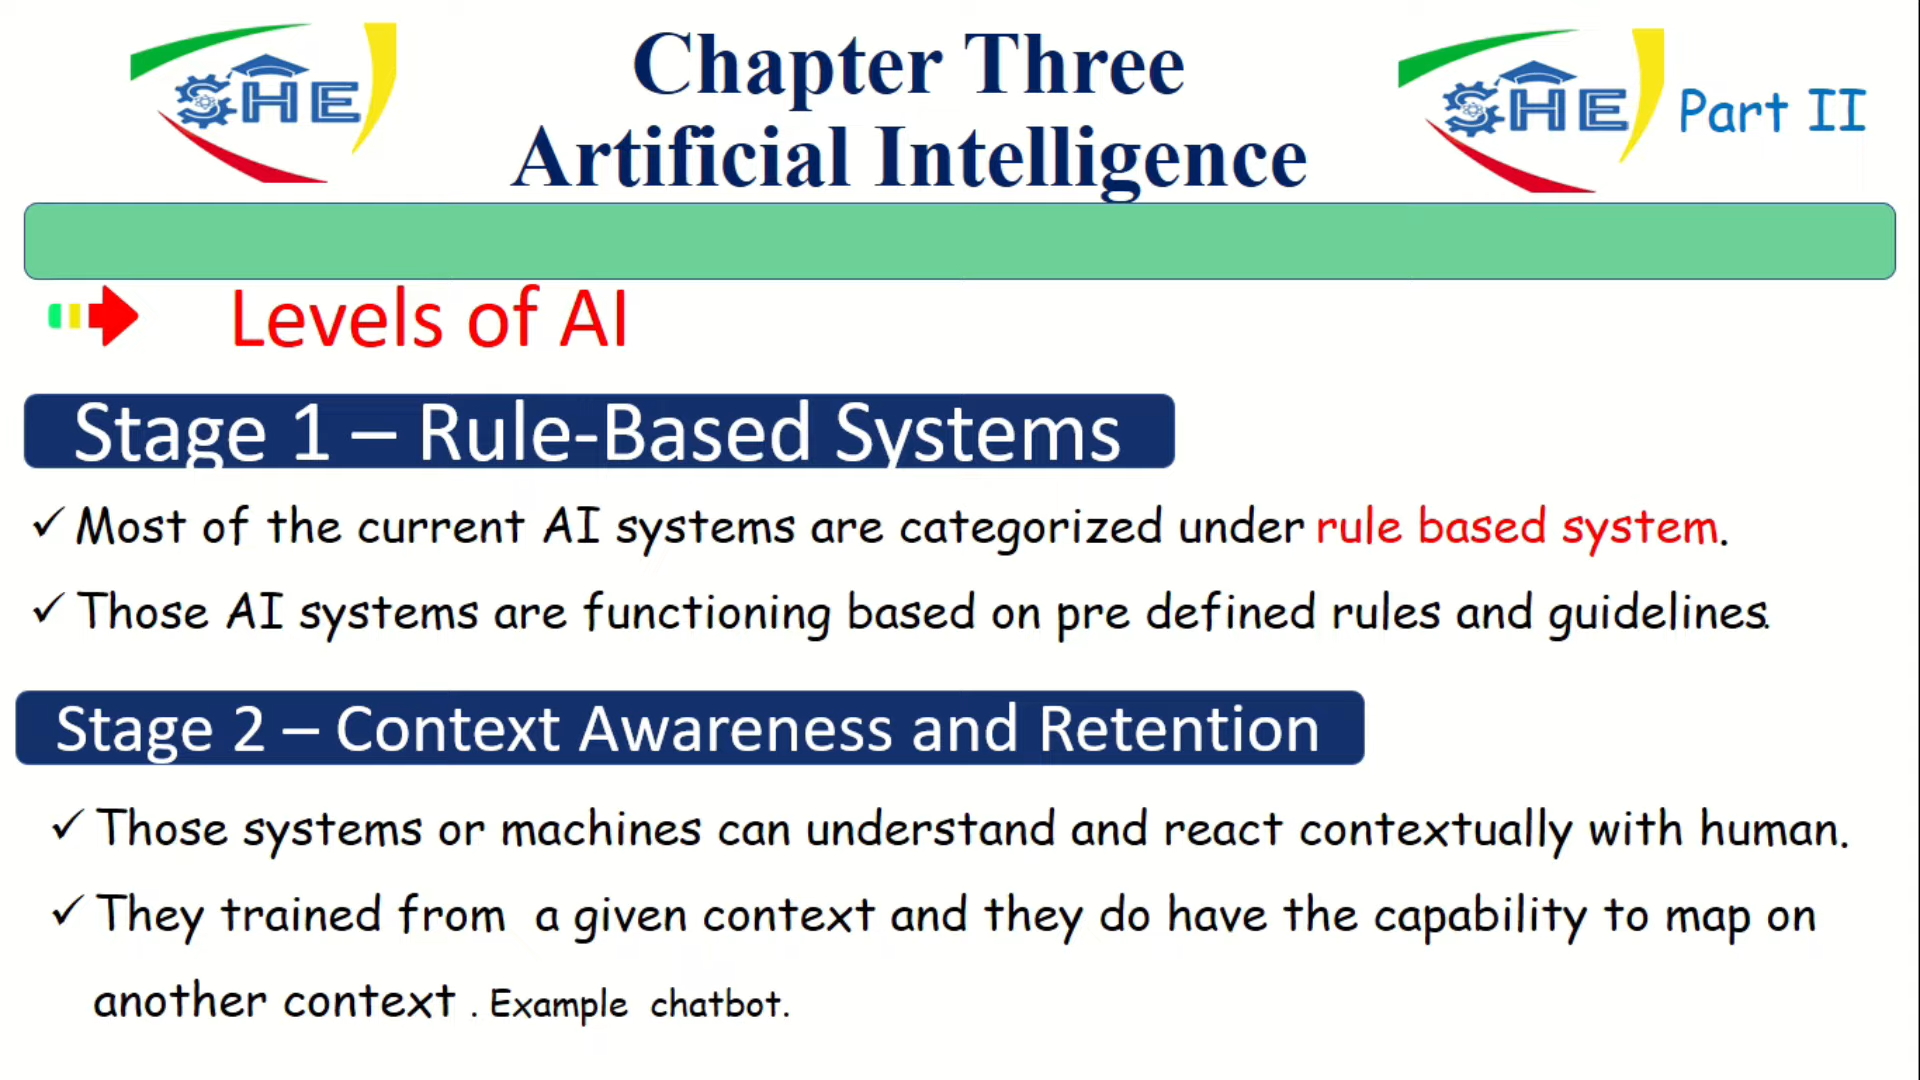 SHE
Chapter Three
Artificial Intelligence
SHE
Part II
Levels of AI
Stage 1 – Rule-Based Systems
✓ Most of the current AI systems are categorized under rule based system.
✓ Those AI systems are functioning based on pre defined rules and guidelines.
Stage 2 – Context Awareness and Retention
✓ Those systems or machines can understand and react contextually with human.
✓ They trained from a given context and they do have the capability to map on
another context . Example chatbot.